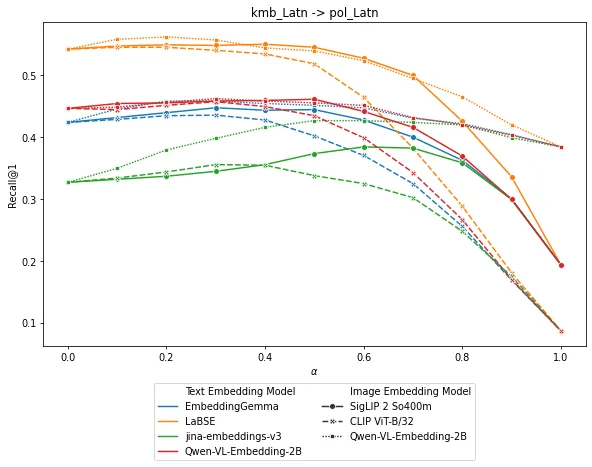 kmb_Latn -> pol_Latn
Recall@1
0.5
0.4
0.3
0.2
0.1
0.0 0.2 0.4 0.6 0.8 1.0
α
Text Embedding Model Image Embedding Model
EmbeddingGemma SigLIP 2 So400m
LaBSE CLIP ViT-B/32
jina-embeddings-v3 Qwen-VL-Embedding-2B
Qwen-VL-Embedding-2B